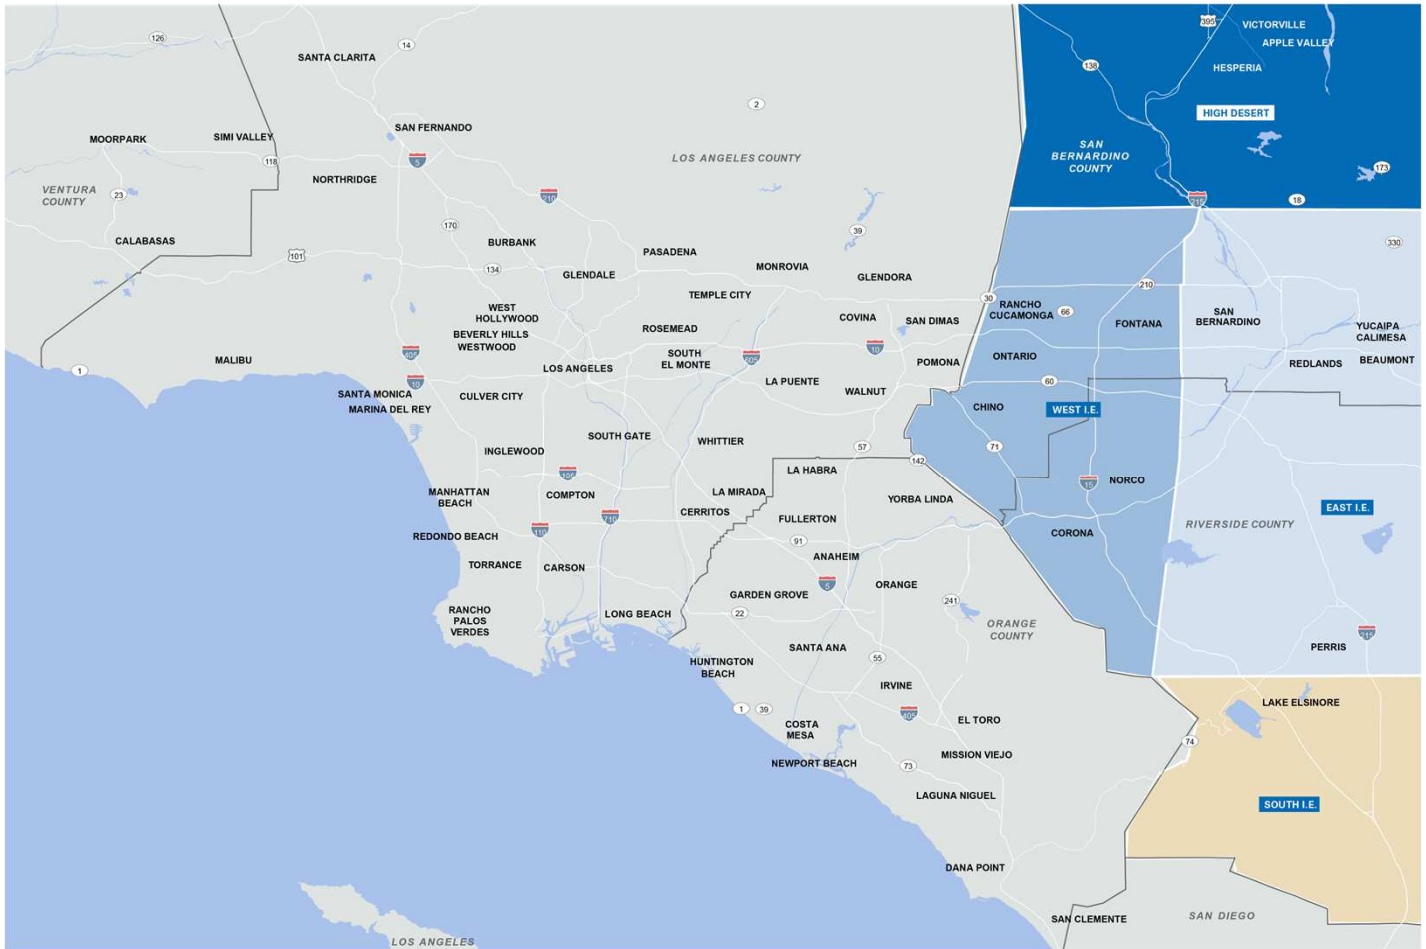 126
14
SANTA CLARITA
2
395
VICTORVILLE
APPLE VALLEY
138
HESPERIA
HIGH DESERT
SAN
BERNARDINO
COUNTY
173
215
18
MOORPARK
SIMI VALLEY
SAN FERNANDO
118
5
LOS ANGELES COUNTY
NORTHRIDGE
VENTURA
COUNTY
23
210
170
39
330
CALABASAS
101
BURBANK
134
PASADENA
GLENDALE
MONROVIA
GLENDORA
TEMPLE CITY
210
30
RANCHO
CUCAMONGA
66
WEST
HOLLYWOOD
BEVERLY HILLS
WESTWOOD
ROSEMEAD
COVINA
SAN DIMAS
FONTANA
SAN
BERNARDINO
YUCAIPA
CALIMESA
BEAUMONT
REDLANDS
405
10
SOUTH
EL MONTE
605
10
POMONA
ONTARIO
MALIBU
1
LOS ANGELES
LA PUENTE
WALNUT
60
SANTA MONICA
MARINA DEL REY
CULVER CITY
CHINO
WEST I.E.
SOUTH GATE
WHITTIER
57
71
INGLEWOOD
142
105
LA HABRA
15
NORCO
MANHATTAN
BEACH
COMPTON
LA MIRADA
YORBA LINDA
CERRITOS
FULLERTON
EAST I.E.
RIVERSIDE COUNTY
710
110
REDONDO BEACH
91
CORONA
ANAHEIM
TORRANCE
CARSON
5
ORANGE
GARDEN GROVE
241
RANCHO
PALOS
VERDES
LONG BEACH
22
ORANGE
COUNTY
215
SANTA ANA
55
PERRIS
HUNTINGTON
BEACH
IRVINE
1
39
405
LAKE ELSINORE
EL TORO
COSTA
MESA
74
MISSION VIEJO
NEWPORT BEACH
73
LAGUNA NIGUEL
SOUTH I.E.
DANA POINT
SAN CLEMENTE
SAN DIEGO
LOS ANGELES